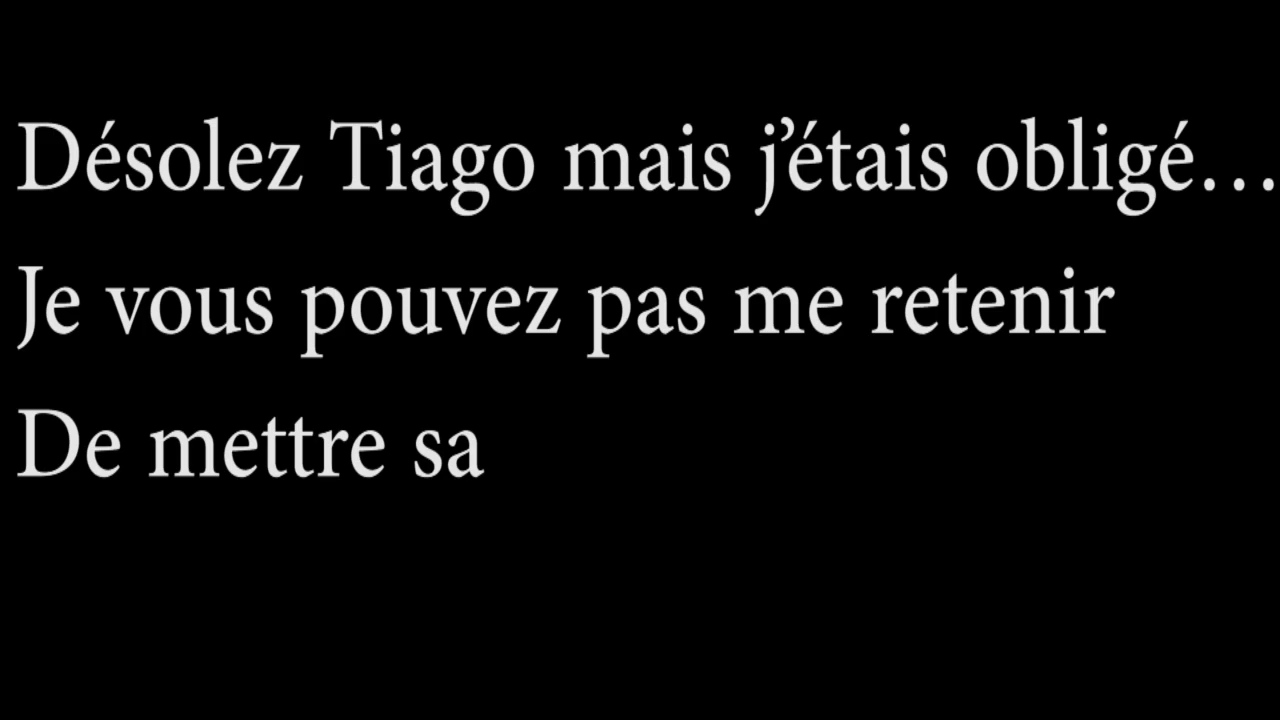 Désolez Tiago mais j’étais obligé…
Je vous pouvez pas me retenir
De mettre sa